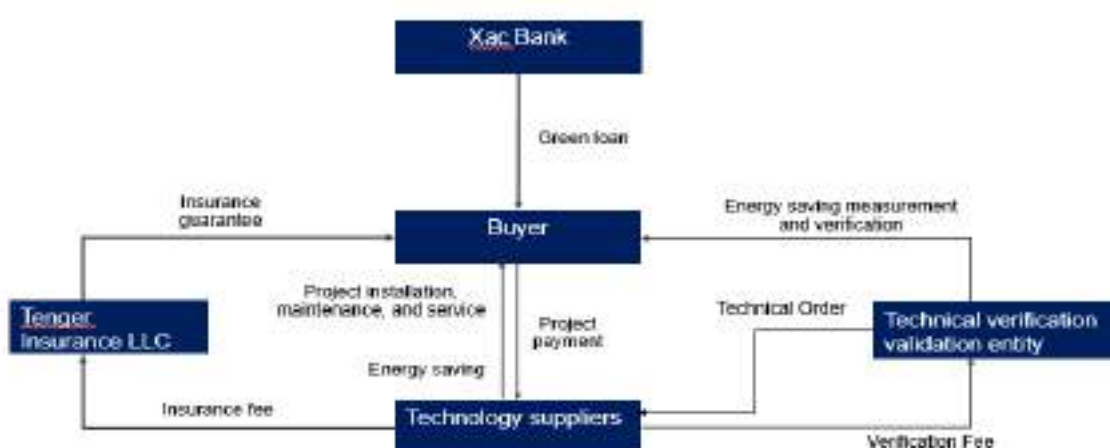 Xac Bank
Green loan
Insurance
guarantee
Buyer
Energy saving measurement
and verification
Project installation,
maintenance, and service
Tenger
Insurance LLC
Project
payment
Technical Order
Technical verification
validation entity
Energy saving
Insurance fee
Technology suppliers
Verification Fee